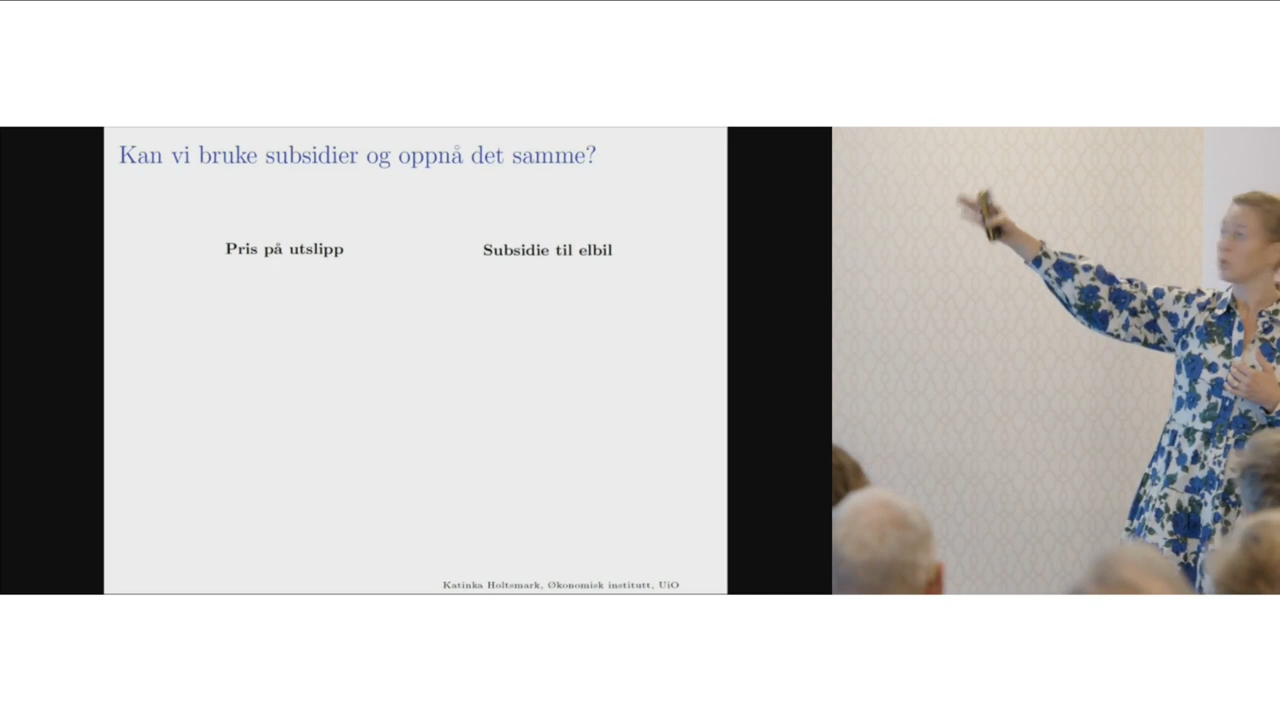 Kan vi bruke subsidier og oppnå det samme?
Pris på utslipp
Subsidie til elbil
Katinka Holtsmark, Økonomisk institutt, UiO